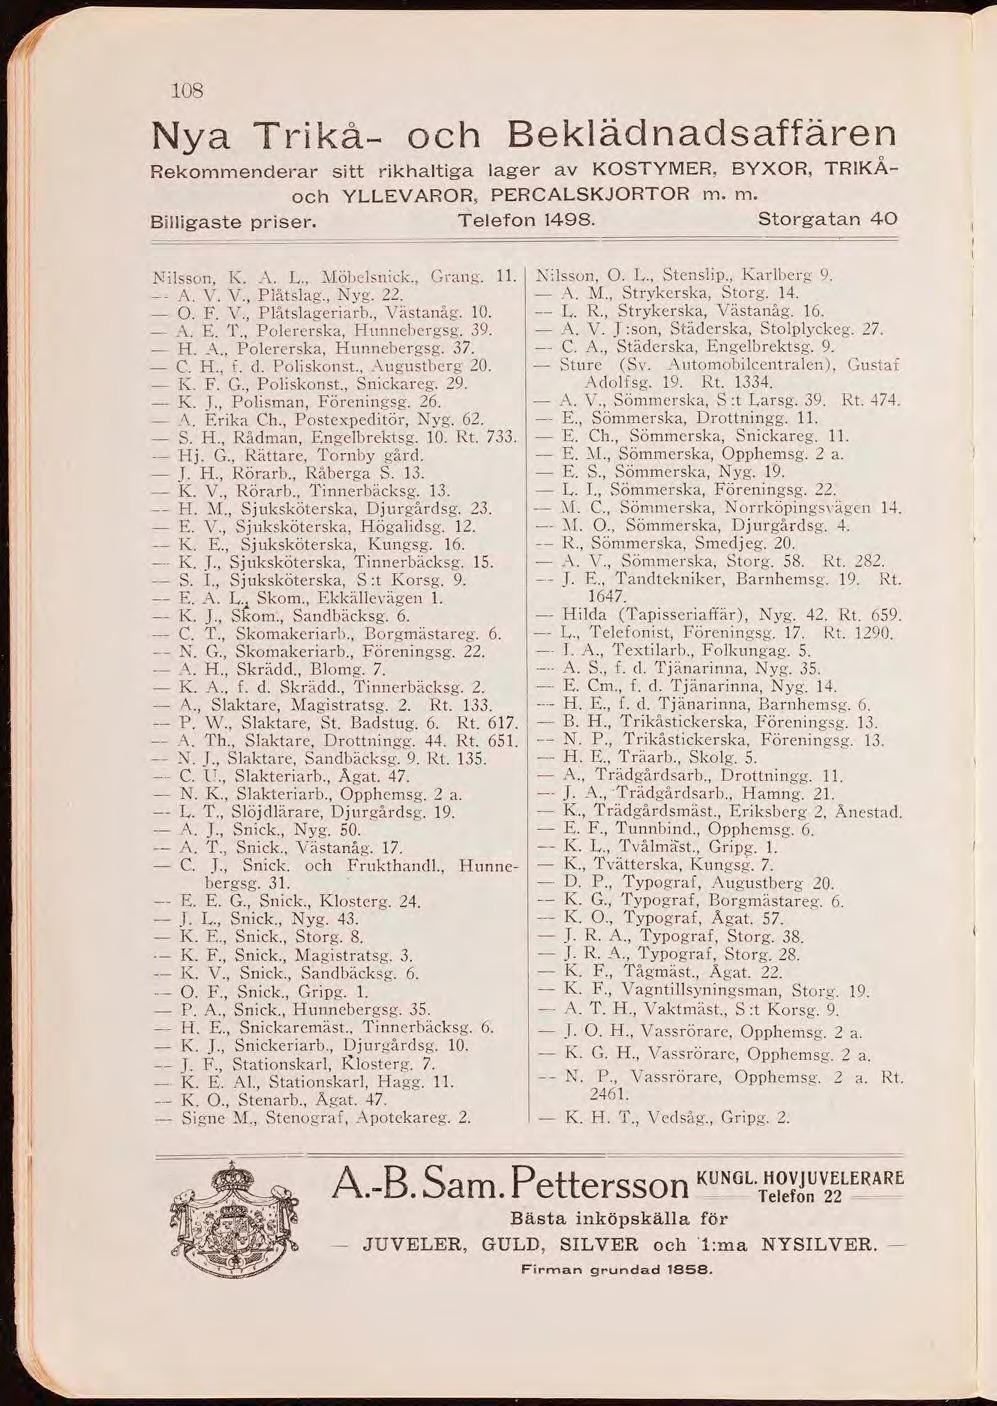 108
Nya Trikå- och Beklädnadsaffären
Rekommenderar sitt rikhaltiga lager av KOSTYMER, BYXOR, TRIKÅ-
och YLLEVAROR, PERCALSKJORTOR m. m.
Billigaste priser. Telefon 1498. Storgatan 40
Nilsson, K. A. L., Möbelsnick., Grang. 11.
— A. V. V., Plåtslag., Nyg. 22.
— O. F. V., Plåtslageriarb., Västanåg. 10.
— A. E. T., Polererska, Hunnebergsg. 39.
— H. A., Polererska, Hunnebergsg. 37.
— C. H., f. d. Poliskonst., Augustberg 20.
— K. F. G., Poliskonst., Snickareg. 29.
— K. J., Polisman, Föreningsg. 26.
— A. Erika Ch., Postexpeditör, Nyg. 62.
— S. H., Rådman, Engelbrektsg. 10. Rt. 733.
— Hj. G., Rättare, Tornby gård.
— J. H., Rörarb., Råberga S. 13.
— K. V., Rörarb., Tinnerbäcksg. 13.
— H. M., Sjuksköterska, Djurgårdsg. 23.
— E. V., Sjuksköterska, Högalidsg. 12.
— K. E., Sjuksköterska, Kungsg. 16.
— K. J., Sjuksköterska, Tinnerbäcksg. 15.
— S. I., Sjuksköterska, S:t Korsg. 9.
— E. A. L., Skom., Ekkällevägen 1.
— K. J., Skom., Sandbäcksg. 6.
— C. T., Skomakeriarb., Borgmästareg. 6.
— N. G., Skomakeriarb., Föreningsg. 22.
— A. H., Skrädd., Blomg. 7.
— K. A., f. d. Skrädd., Tinnerbäcksg. 2.
— A., Slaktare, Magistratsg. 2. Rt. 133.
— P. W., Slaktare, St. Badstug. 6. Rt. 617.
— A. Th., Slaktare, Drottningg. 44. Rt. 651.
— N. J., Slaktare, Sandbäcksg. 9. Rt. 135.
— C. U., Slakteriarb., Ågat. 47.
— N. K., Slakteriarb., Opphemsg. 2 a.
— L. T., Slöjdlärare, Djurgårdsg. 19.
— A. J., Snick., Nyg. 50.
— A. T., Snick., Västanåg. 17.
— C. J., Snick. och Frukthandl., Hunne-
bergsg. 31.
— E. E. G., Snick., Klosterg. 24.
— J. L., Snick., Nyg. 43.
— K. E., Snick., Storg. 8.
— K. F., Snick., Magistratsg. 3.
— K. V., Snick., Sandbäcksg. 6.
— O. F., Snick., Gripg. 1.
— P. A., Snick., Hunnebergsg. 35.
— H. E., Snickaremäst., Tinnerbäcksg. 6.
— K. J., Snickeriarb., Djurgårdsg. 10.
— J. F., Stationskarl, Klosterg. 7.
— K. E. Al., Stationskarl, Hagg. 11.
— K. O., Stenarb., Ågat. 47.
— Signe M., Stenograf, Apotekareg. 2.
Nilsson, O. L., Stenslip., Karlberg 9.
— A. M., Strykerska, Storg. 14.
— L. R., Strykerska, Västanåg. 16.
— A. V. J:son, Städerska, Stolplyckeg. 27.
— C. A., Städerska, Engelbrektsg. 9.
— Sture (Sv. Automobilcentralen), Gustaf
Adolfsg. 19. Rt. 1334.
— A. V., Sömmerska, S:t Larsg. 39. Rt. 474.
— E., Sömmerska, Drottningg. 11.
— E. Ch., Sömmerska, Snickareg. 11.
— E. M., Sömmerska, Opphemsg. 2 a.
— E. S., Sömmerska, Nyg. 19.
— L. I., Sömmerska, Föreningsg. 22.
— M. C., Sömmerska, Norrköpingsvägen 14.
— M. O., Sömmerska, Djurgårdsg. 4.
— R., Sömmerska, Smedjeg. 20.
— A. V., Sömmerska, Storg. 58. Rt. 282.
— J. E., Tandtekniker, Barnhemsg. 19. Rt.
1647.
— Hilda (Tapisseriaffär), Nyg. 42. Rt. 659.
— L., Telefonist, Föreningsg. 17. Rt. 1290.
— I. A., Textilarb., Folkungag. 5.
— A. S., f. d. Tjänarinna, Nyg. 35.
— E. Cm., f. d. Tjänarinna, Nyg. 14.
— H. E., f. d. Tjänarinna, Barnhemsg. 6.
— B. H., Trikåstickerska, Föreningsg. 13.
— N. P., Trikåstickerska, Föreningsg. 13.
— H. E., Träarb., Skolg. 5.
— A., Trädgårdsarb., Drottningg. 11.
— J. A., Trädgårdsarb., Hamng. 21.
— K., Trädgårdsmäst., Eriksberg 2, Ånestad.
— E. F., Tunnbind., Opphemsg. 6.
— K. L., Tvålmäst., Gripg. 1.
— K., Tvätterska, Kungsg. 7.
— D. P., Typograf, Augustberg 20.
— K. G., Typograf, Borgmästareg. 6.
— K. O., Typograf, Ågat. 57.
— J. R. A., Typograf, Storg. 38.
— J. R. A., Typograf, Storg. 28.
— K. F., Tågmäst., Ågat. 22.
— K. F., Vagntillsyningsman, Storg. 19.
— A. T. H., Vaktmäst., S:t Korsg. 9.
— J. O. H., Vassrörare, Opphemsg. 2 a.
— K. G. H., Vassrörare, Opphemsg. 2 a.
— N. P., Vassrörare, Opphemsg. 2 a. Rt.
2461.
— K. H. T., Vedsåg., Gripg. 2.
A.-B. Sam. Pettersson KUNGL. HOVJUVELERARE
Telefon 22
Bästa inköpskälla för
— JUVELER, GULD, SILVER och 1:ma NYSILVER. —
Firman grundad 1858.